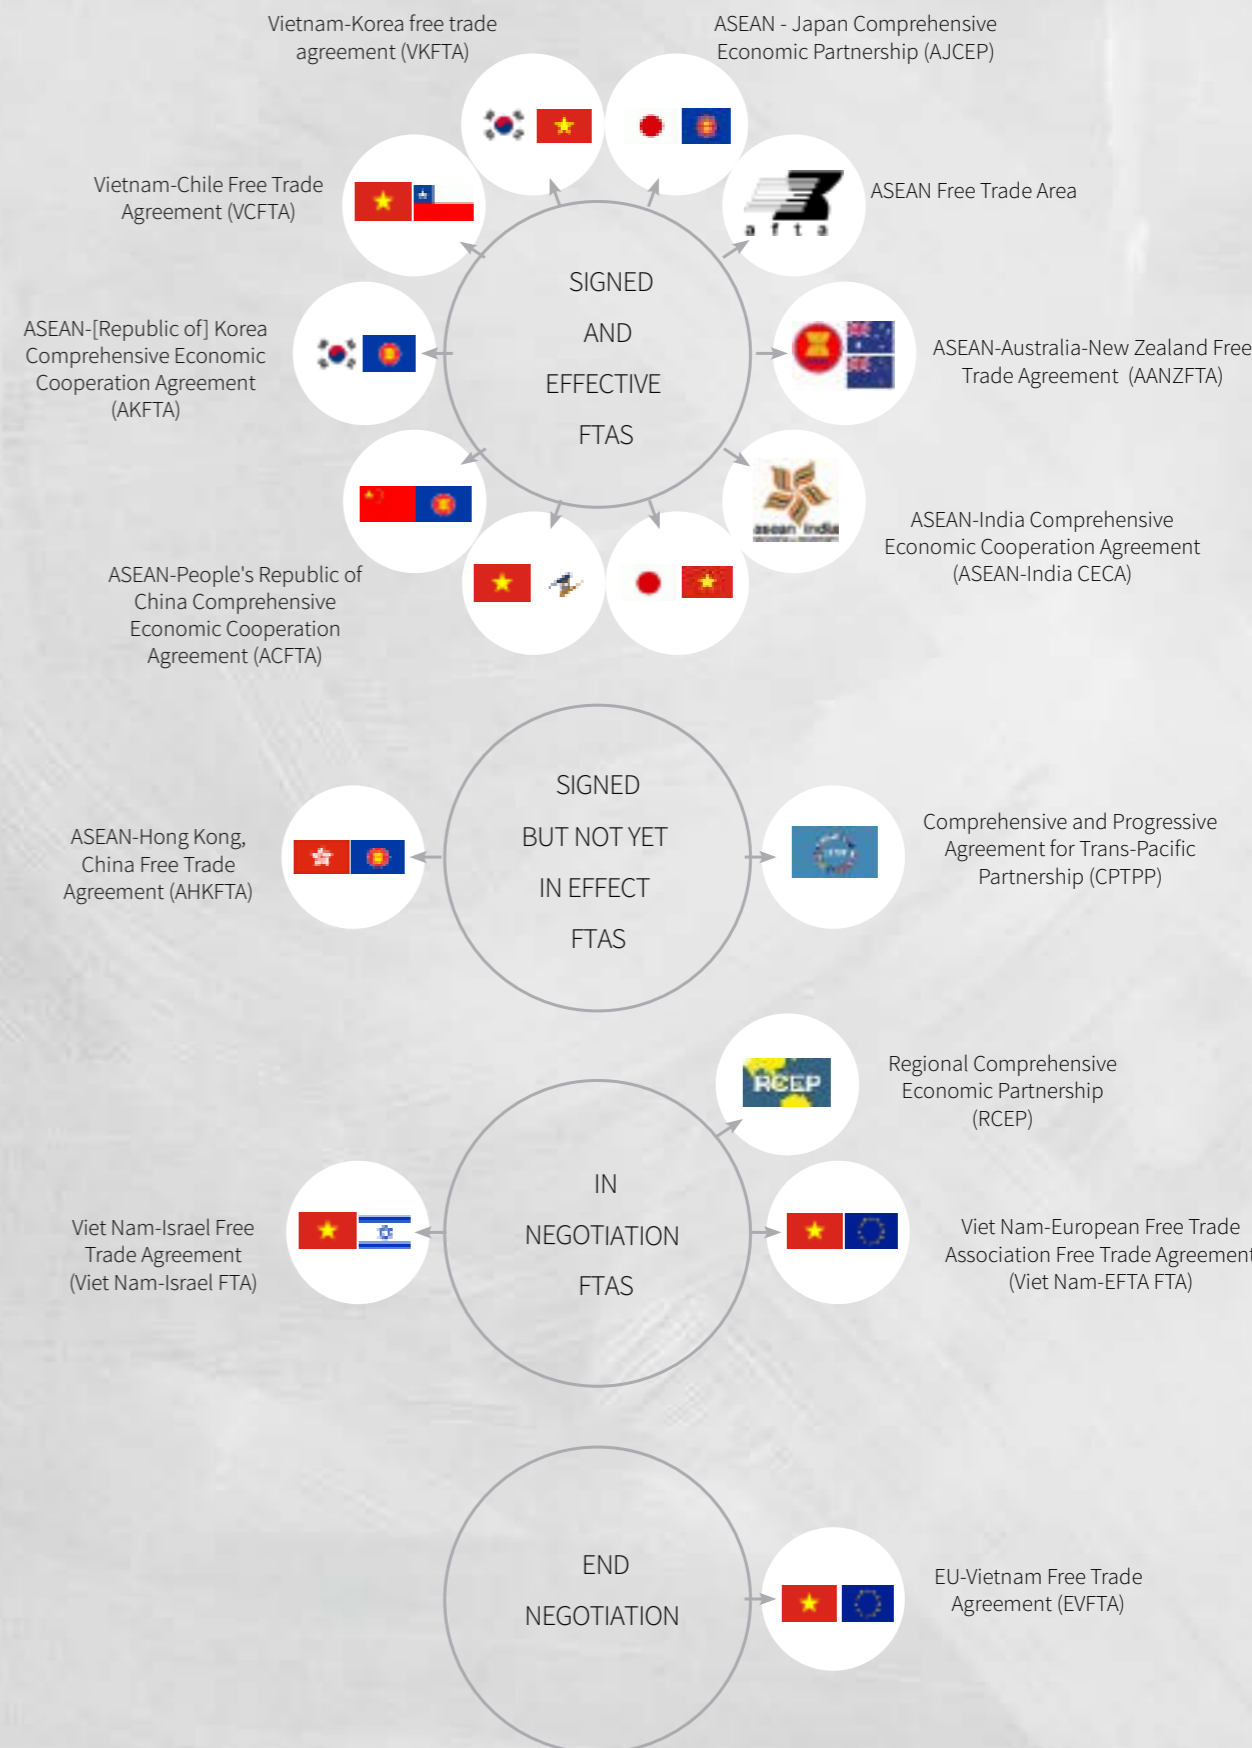 Vietnam-Korea free trade
agreement (VKFTA)
ASEAN - Japan Comprehensive
Economic Partnership (AJCEP)
Vietnam-Chile Free Trade
Agreement (VCFTA)
afta
ASEAN Free Trade Area
SIGNED
AND
EFFECTIVE
FTAS
ASEAN-[Republic of] Korea
Comprehensive Economic
Cooperation Agreement
(AKFTA)
ASEAN-Australia-New Zealand Free
Trade Agreement (AANZFTA)
asean india
ASEAN-India Comprehensive
Economic Cooperation Agreement
(ASEAN-India CECA)
ASEAN-People's Republic of
China Comprehensive
Economic Cooperation
Agreement (ACFTA)
SIGNED
BUT NOT YET
IN EFFECT
FTAS
ASEAN-Hong Kong,
China Free Trade
Agreement (AHKFTA)
Comprehensive and Progressive
Agreement for Trans-Pacific
Partnership (CPTPP)
RCEP
Regional Comprehensive
Economic Partnership
(RCEP)
IN
NEGOTIATION
FTAS
Viet Nam-Israel Free
Trade Agreement
(Viet Nam-Israel FTA)
Viet Nam-European Free Trade
Association Free Trade Agreement
(Viet Nam-EFTA FTA)
END
NEGOTIATION
EU-Vietnam Free Trade
Agreement (EVFTA)